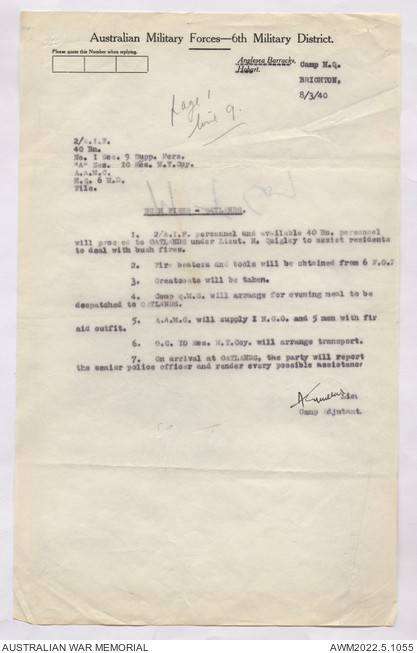 Australian Military Forces—6th Military District.
Please quote this Number when replying.
Anglesea Barracks,
Hobart.
Camp H.Q.
BRIGHTON,
8/3/40
page 1
line 9.
2/A.I.F.
40 Bn.
No. 1 Sec. 9 Supp. Pers.
"A" Sec. 10 Res. M.T.Coy.
A.A.M.C.
H.Q. 6 M.D.
File.
BUSH FIRES - OATLANDS.
1. 2/A.I.F. personnel and available 40 Bn. personnel
will proceed to OATLANDS under Lieut. Quigley to assist residents
to deal with bush fires.
2. Fire beaters and tools will be obtained from 6 F.O.P
3. Greatcoats will be taken.
4. Camp Q.M.G. will arrange for evening meal to be
despatched to OATLANDS.
5. A.A.M.C. will supply I N.C.O. and 5 men with fir
aid outfit.
6. O.C. 10 Res. M.T.Coy. will arrange transport.
7. On arrival at OATLANDS, the party will report
the senior police officer and render every possible assistance
Lieu
Camp Adjutant.
AUSTRALIAN WAR MEMORIAL
AWM2022.5.1055